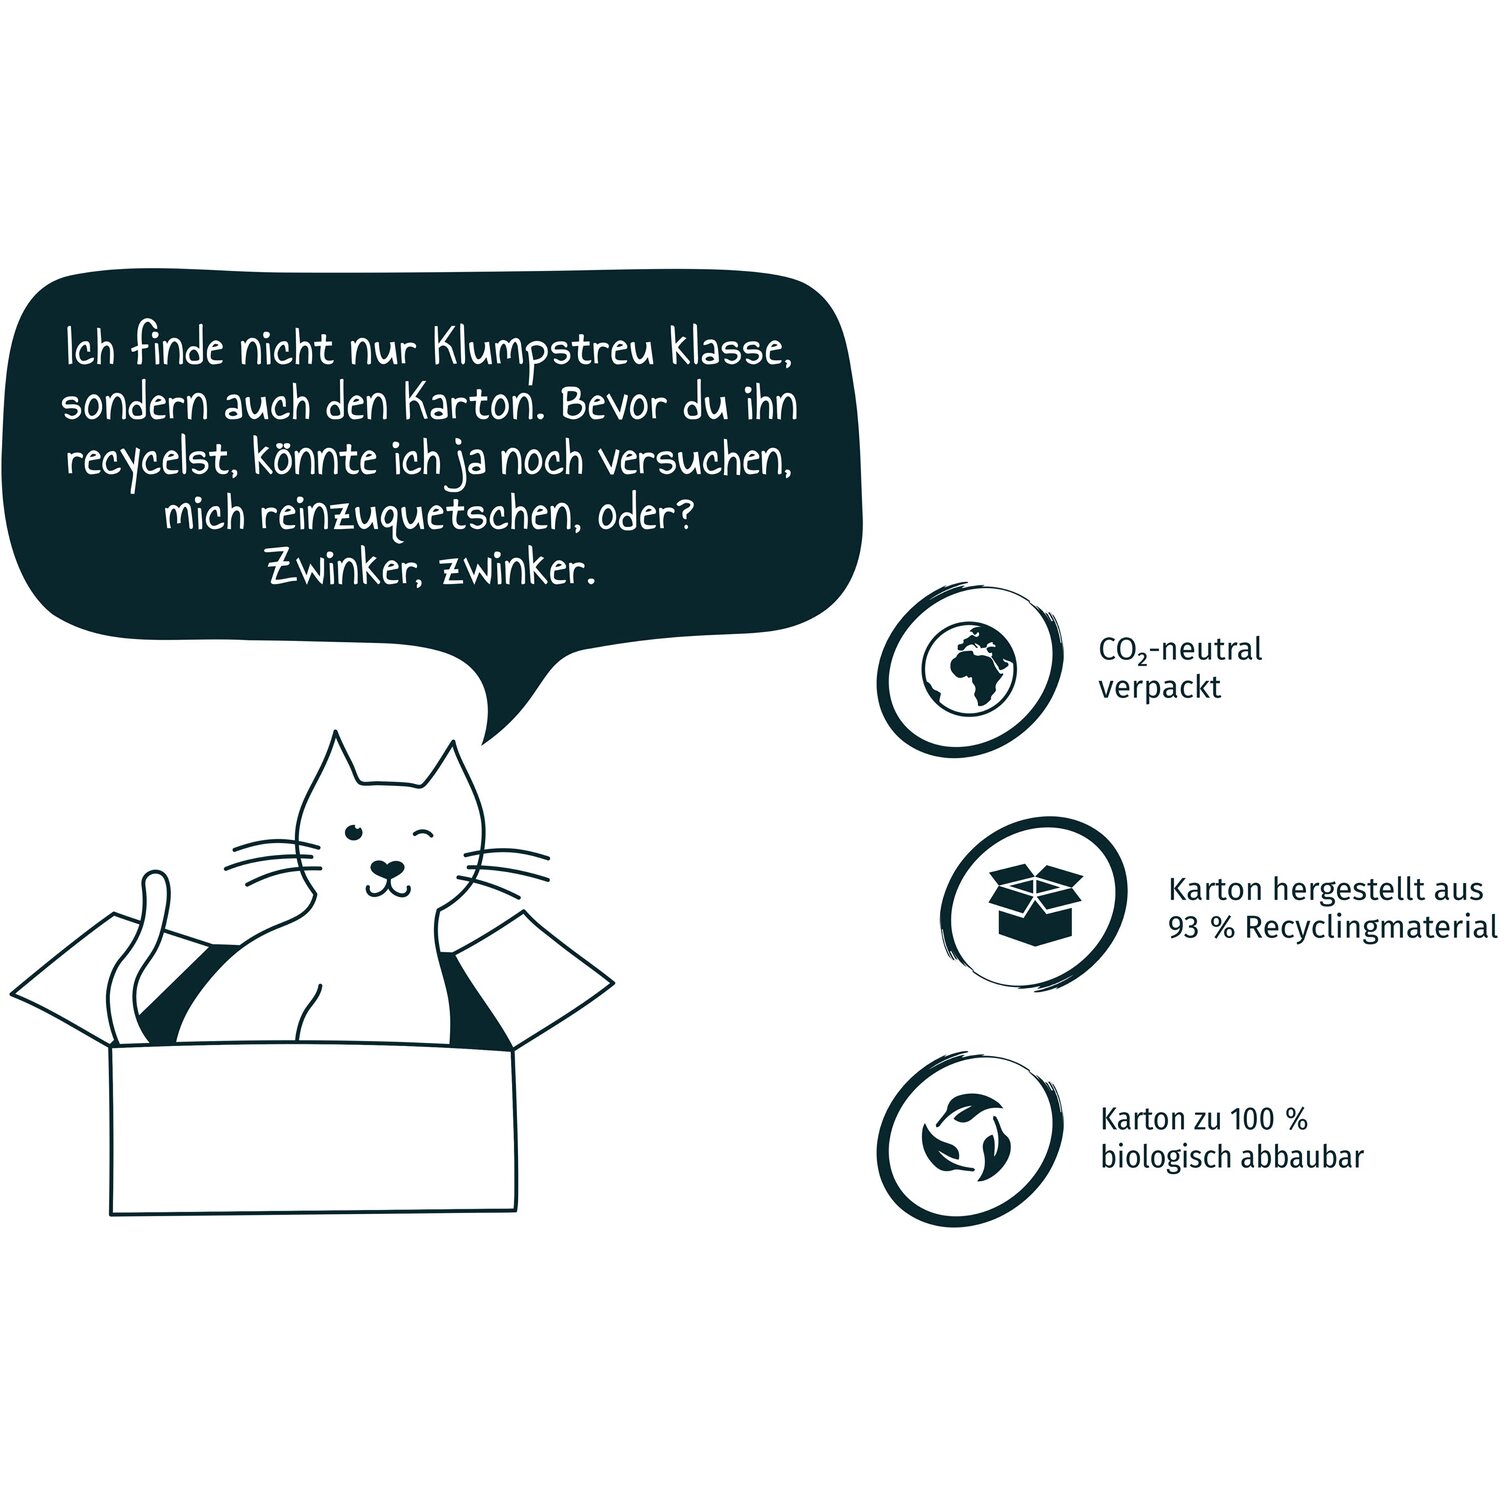 Ich finde nicht nur Klumpstreu klasse,
sondern auch den Karton. Bevor du ihn
recycelst, könnte ich ja noch versuchen,
mich reinzuquetschen, oder?
Zwinker, zwinker.
CO₂-neutral
verpackt
Karton hergestellt aus
93 % Recyclingmaterial
Karton zu 100 %
biologisch abbaubar